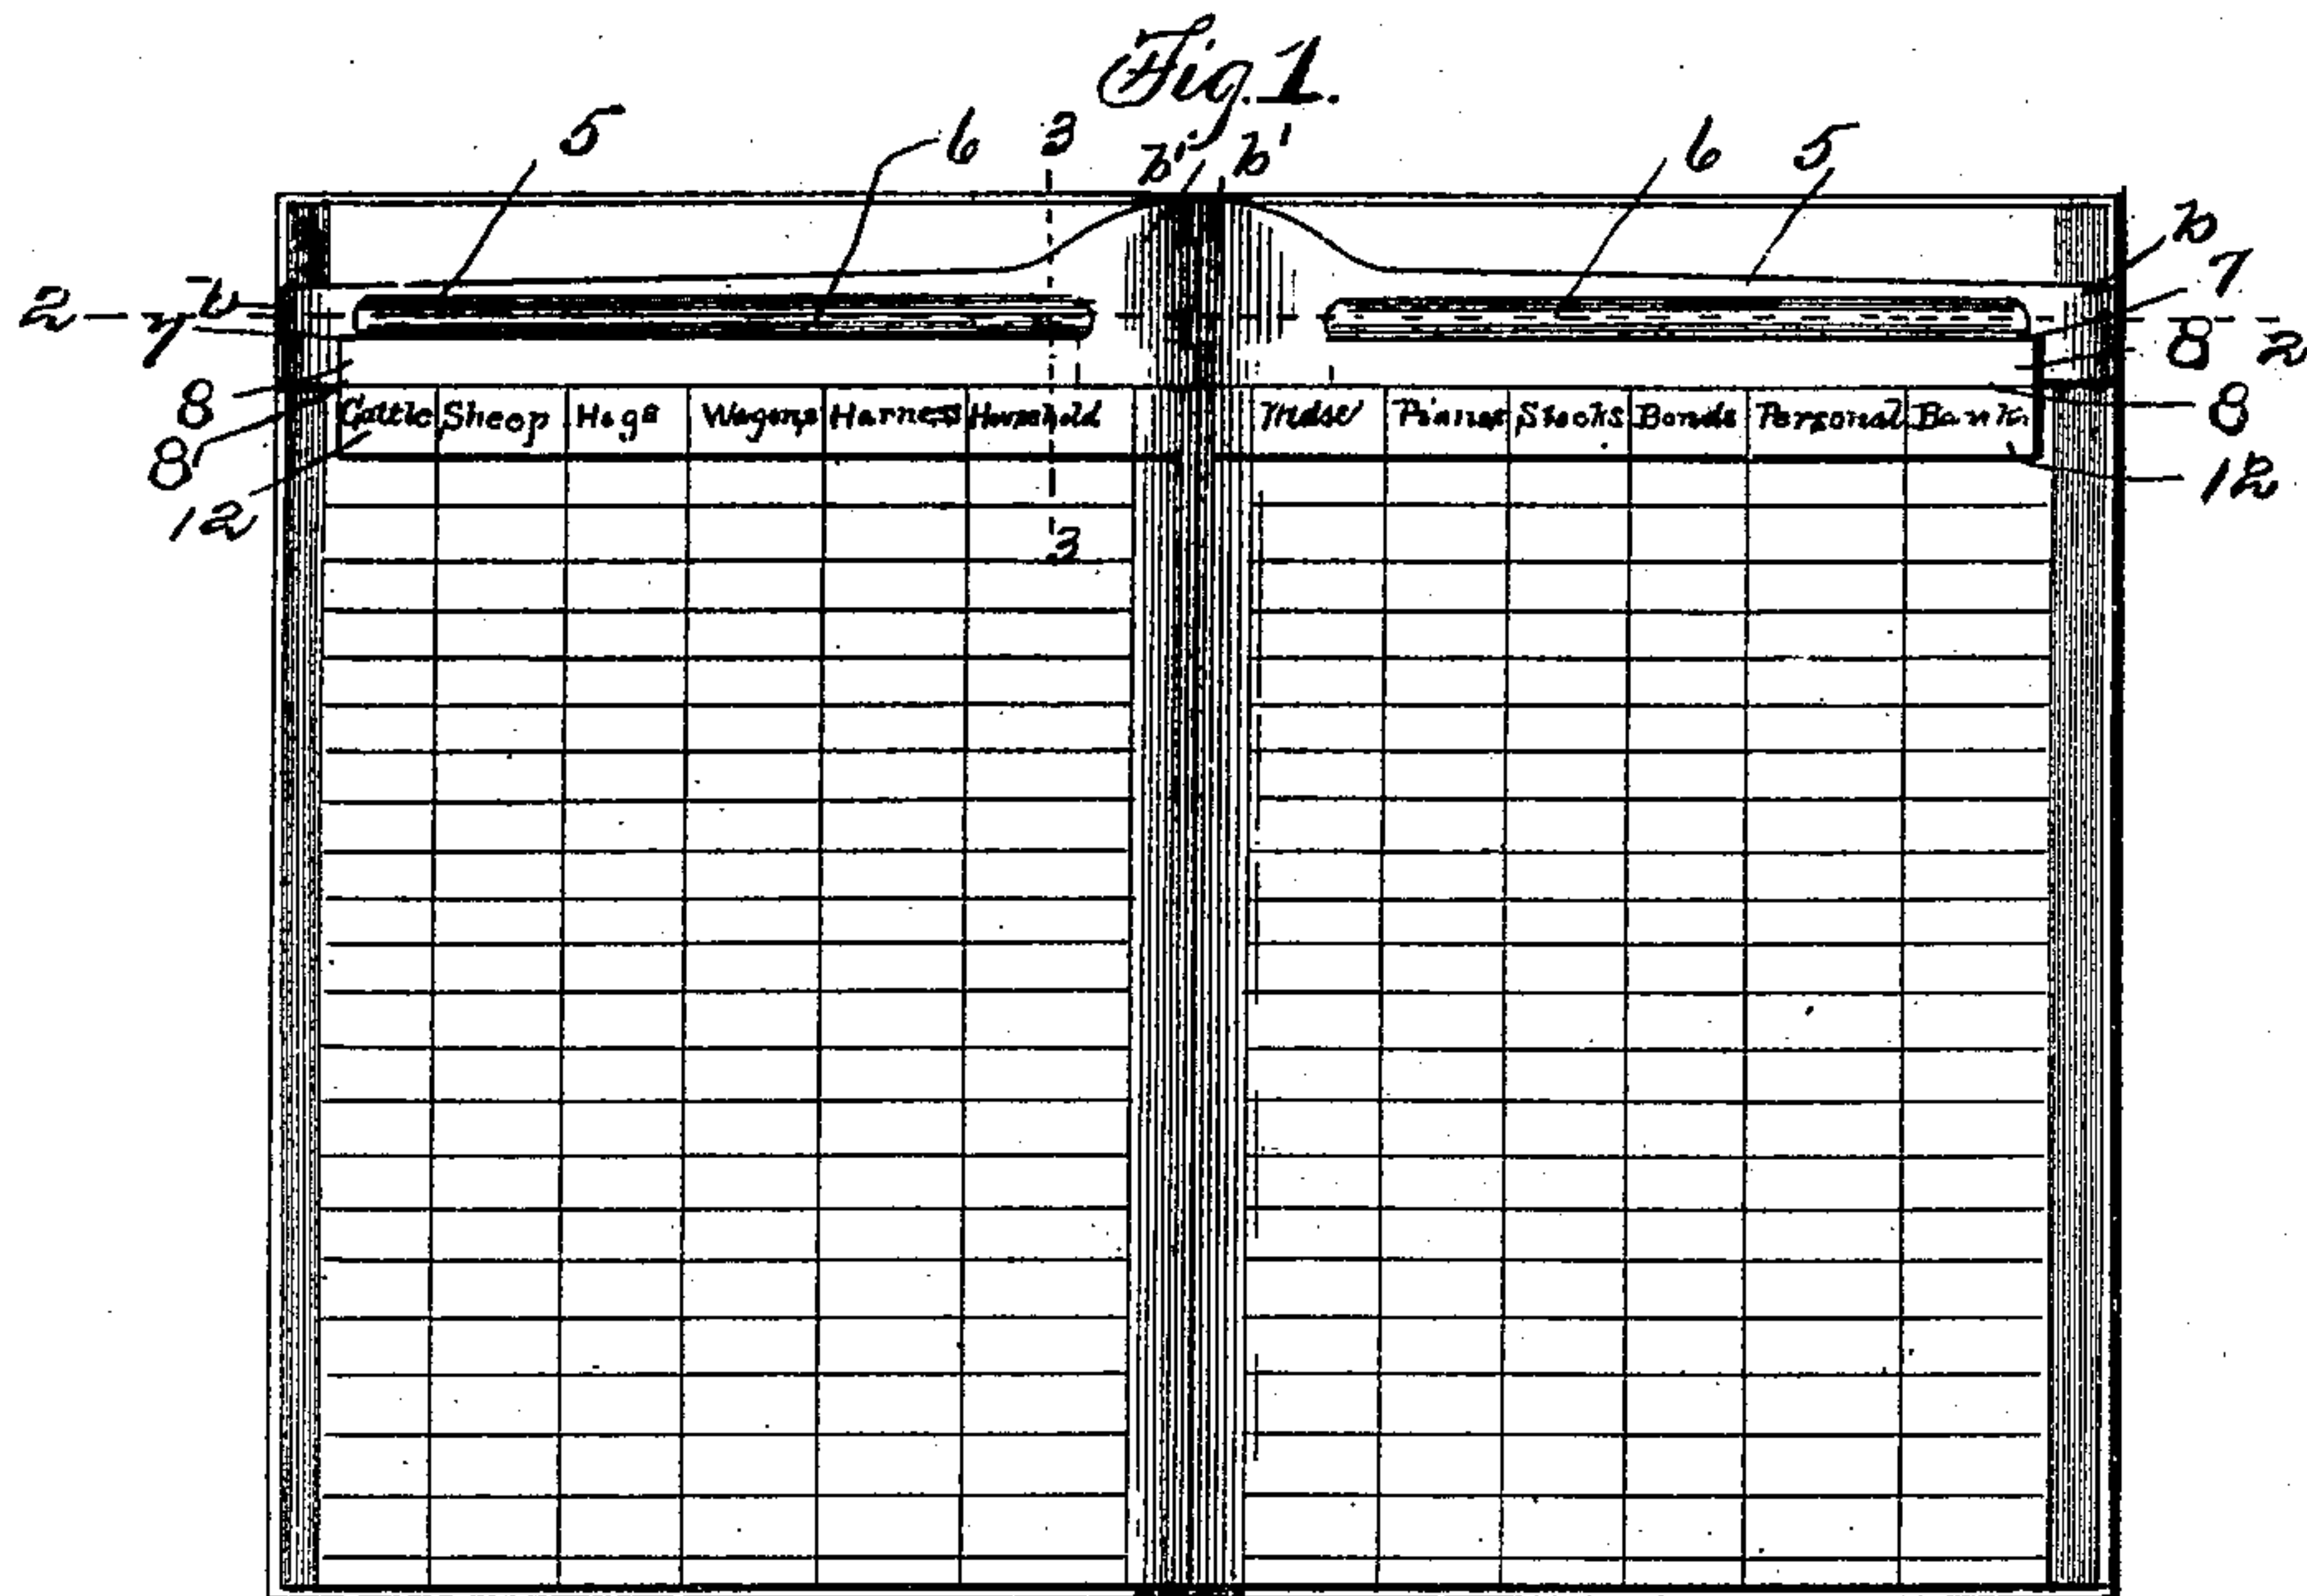 Fig. 1.
5 6 3 b' b' 6 5
b 7
2 b 2
7 8
8 8
8'
Cattle Sheep Hogs Wagons Harness Household Mdse Pianos Stocks Bonds Personal Bank
12 12
3